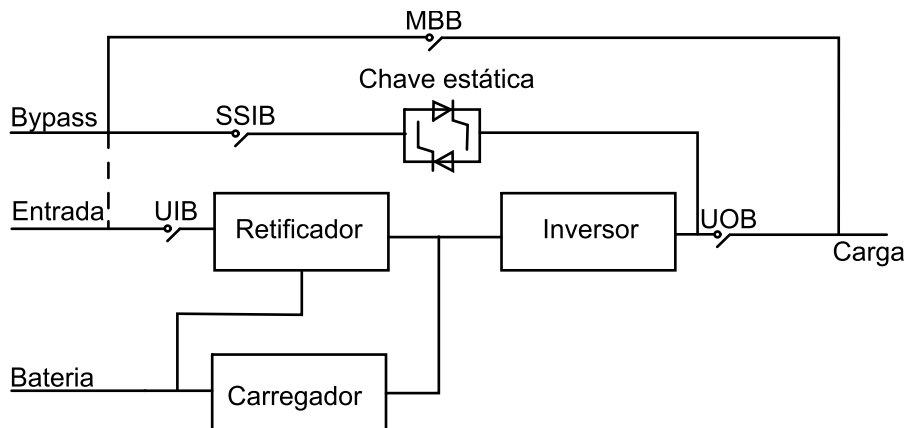 MBB
Chave estática
Bypass
SSIB
Entrada
UIB
Retificador
Inversor
UOB
Carga
Bateria
Carregador